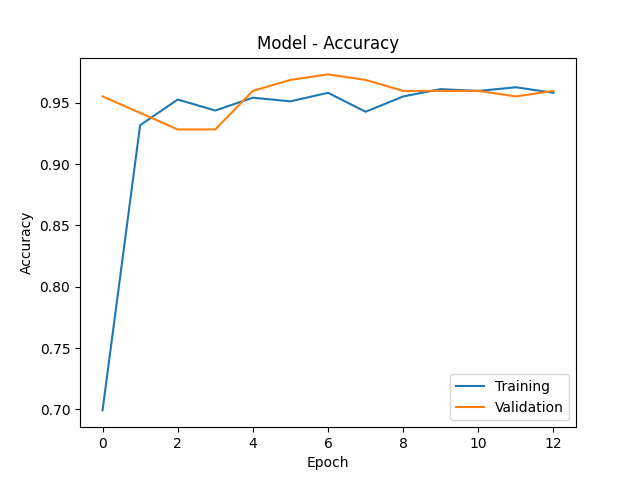 Model - Accuracy
Accuracy
0.95
0.90
0.85
0.80
0.75
0.70
0 2 4 6 8 10 12
Epoch
Training
Validation